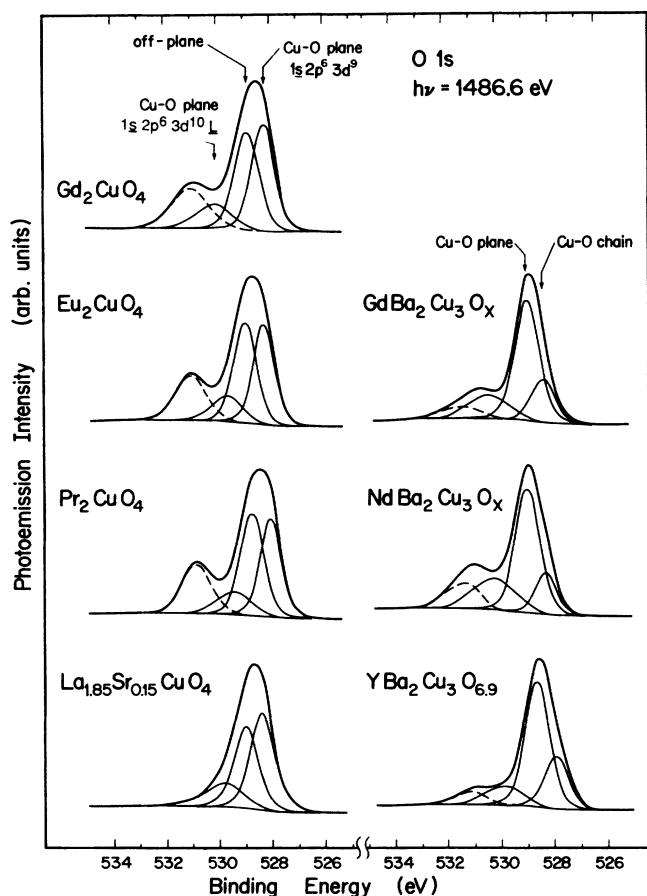 off-plane
Cu-O plane
1s 2p⁶ 3d⁹
O 1s
hν = 1486.6 eV
Cu-O plane
1s 2p⁶ 3d¹⁰ L
Gd₂CuO₄
Cu-O plane
Cu-O chain
Eu₂CuO₄
GdBa₂Cu₃Oₓ
Pr₂CuO₄
NdBa₂Cu₃Oₓ
La₁.₈₅Sr₀.₁₅CuO₄
YBa₂Cu₃O₆.₉
Photoemission Intensity (arb. units)
534 532 530 528 526 534 532 530 528 526
Binding Energy (eV)